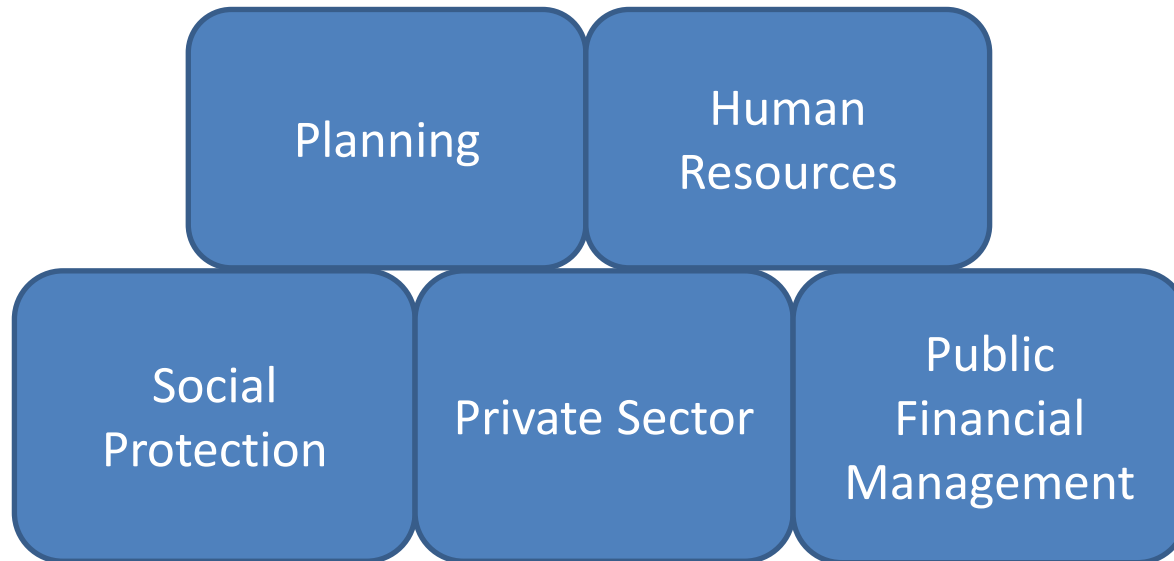 Planning
Human
Resources
Social
Protection
Private Sector
Public
Financial
Management